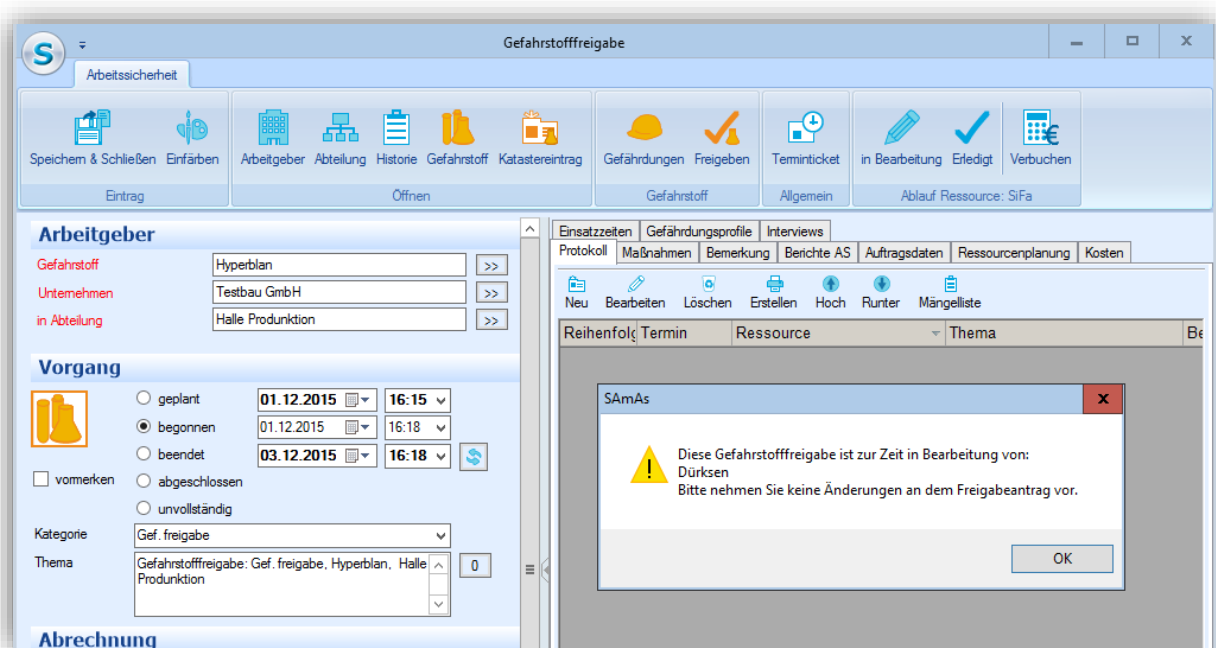 Gefahrstofffreigabe
S
Arbeitssicherheit
Speichern & Schließen Einfärben
Arbeitgeber Abteilung Historie Gefahrstoff Katastereintrag
Gefährdungen Freigeben
Terminticket
in Bearbeitung Erledigt Verbuchen
Eintrag
Öffnen
Gefahrstoff
Allgemein
Ablauf Ressource: SiFa
Arbeitgeber
Gefahrstoff Hyperblan >>
Unternehmen Testbau GmbH >>
in Abteilung Halle Produnktion >>
Vorgang
geplant 01.12.2015 16:15
begonnen 01.12.2015 16:18
beendet 03.12.2015 16:18
vormerken abgeschlossen
unvollständig
Kategorie Gef. freigabe
Thema Gefahrstofffreigabe: Gef. freigabe, Hyperblan, Halle 0
Produnktion
Abrechnung
Einsatzzeiten Gefährdungsprofile Interviews
Protokoll Maßnahmen Bemerkung Berichte AS Auftragsdaten Ressourcenplanung Kosten
Neu Bearbeiten Löschen Erstellen Hoch Runter Mängelliste
Reihenfolg Termin Ressource Thema Be
SAmAs
Diese Gefahrstofffreigabe ist zur Zeit in Bearbeitung von:
Dürksen
Bitte nehmen Sie keine Änderungen an dem Freigabeantrag vor.
OK